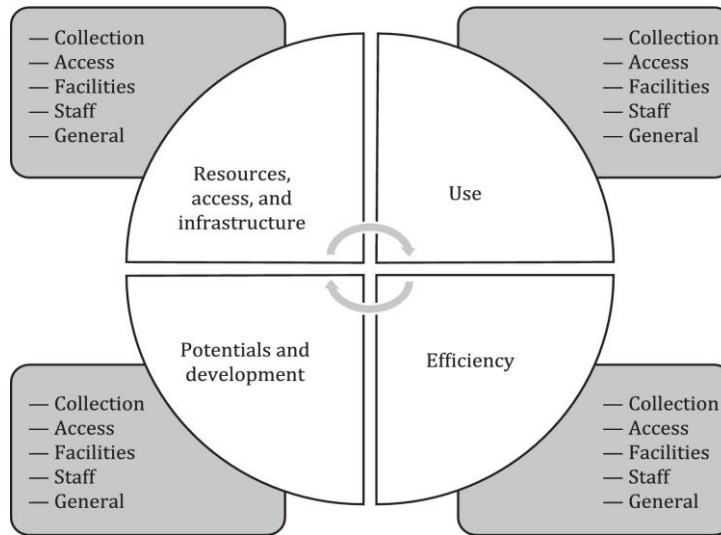 — Collection
— Access
— Facilities
— Staff
— General
— Collection
— Access
— Facilities
— Staff
— General
Resources,
access, and
infrastructure
Use
Potentials and
development
Efficiency
— Collection
— Access
— Facilities
— Staff
— General
— Collection
— Access
— Facilities
— Staff
— General